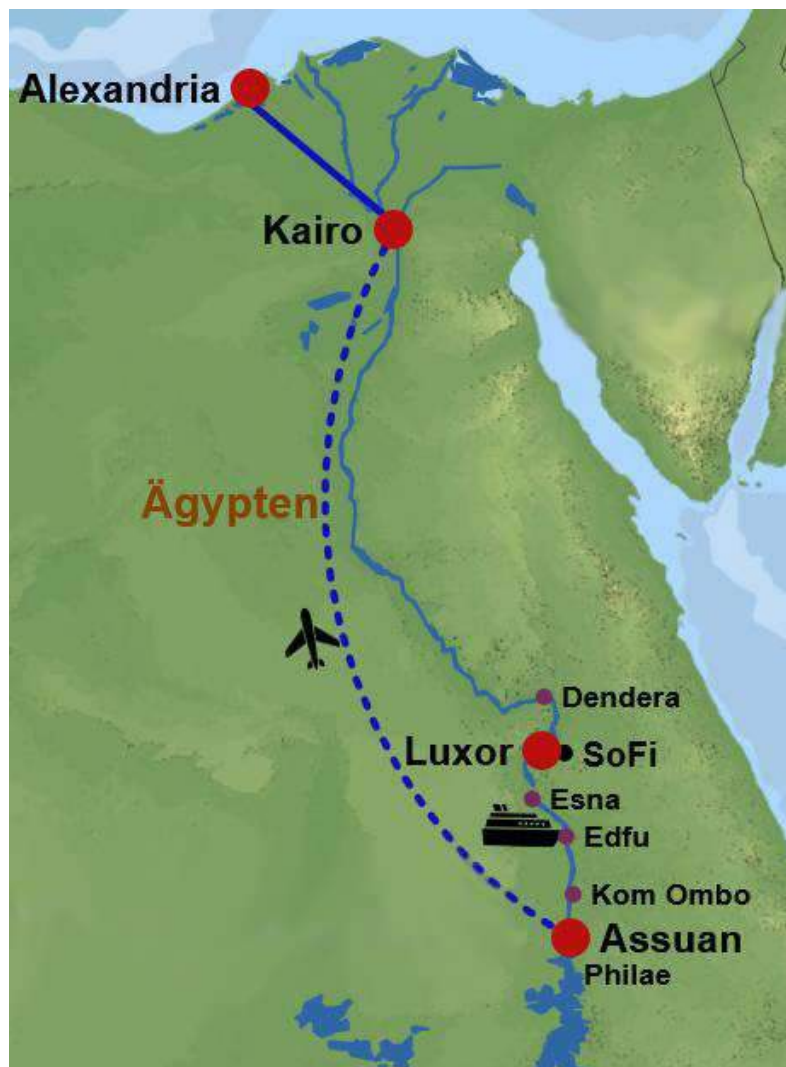 Alexandria
Kairo
Ägypten
Dendera
Luxor
SoFi
Esna
Edfu
Kom Ombo
Assuan
Philae